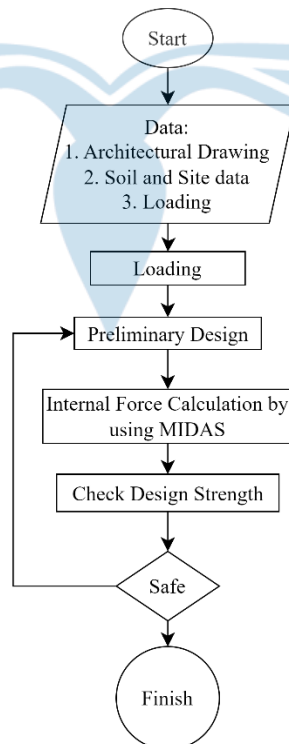 Start
Data:
1. Architectural Drawing
2. Soil and Site data
3. Loading
Loading
Preliminary Design
Internal Force Calculation by
using MIDAS
Check Design Strength
Safe
Finish